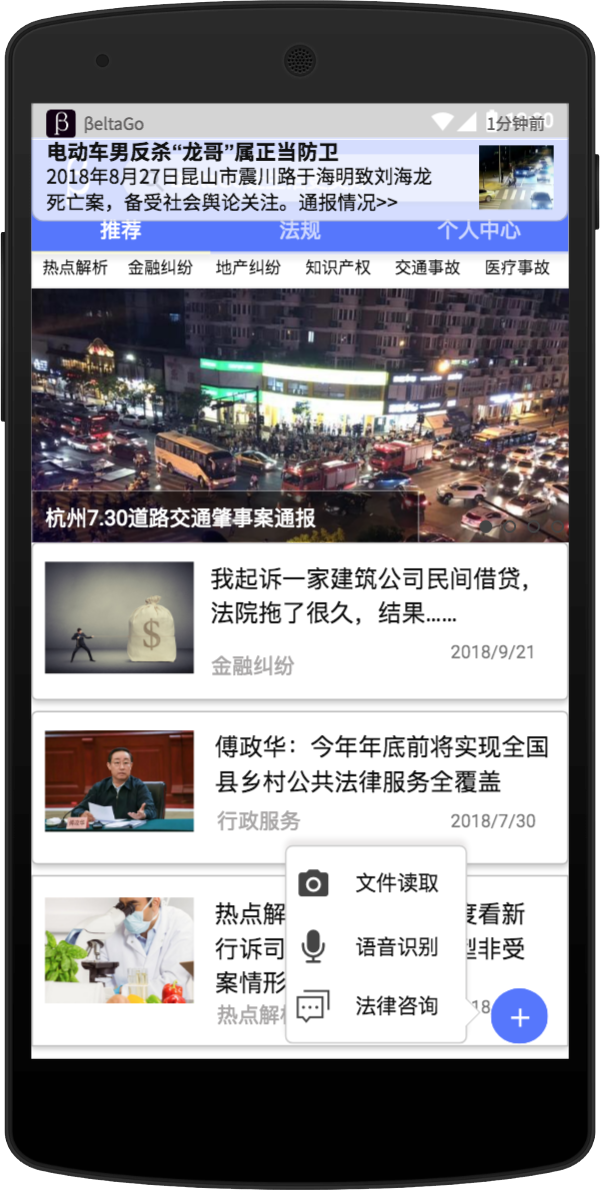 β βeltaGo 1分钟前
电动车男反杀“龙哥”属正当防卫
2018年8月27日昆山市震川路于海明致刘海龙
死亡案，备受社会舆论关注。通报情况>>
推荐 法规 个人中心
热点解析 金融纠纷 地产纠纷 知识产权 交通事故 医疗事故
杭州7.30道路交通肇事案通报
我起诉一家建筑公司民间借贷，
法院拖了很久，结果......
金融纠纷 2018/9/21
傅政华：今年年底前将实现全国
县乡村公共法律服务全覆盖
行政服务 2018/7/30
热点解 度看新
行诉司 型非受
案情形
热点解析 18
文件读取
语音识别
法律咨询
+